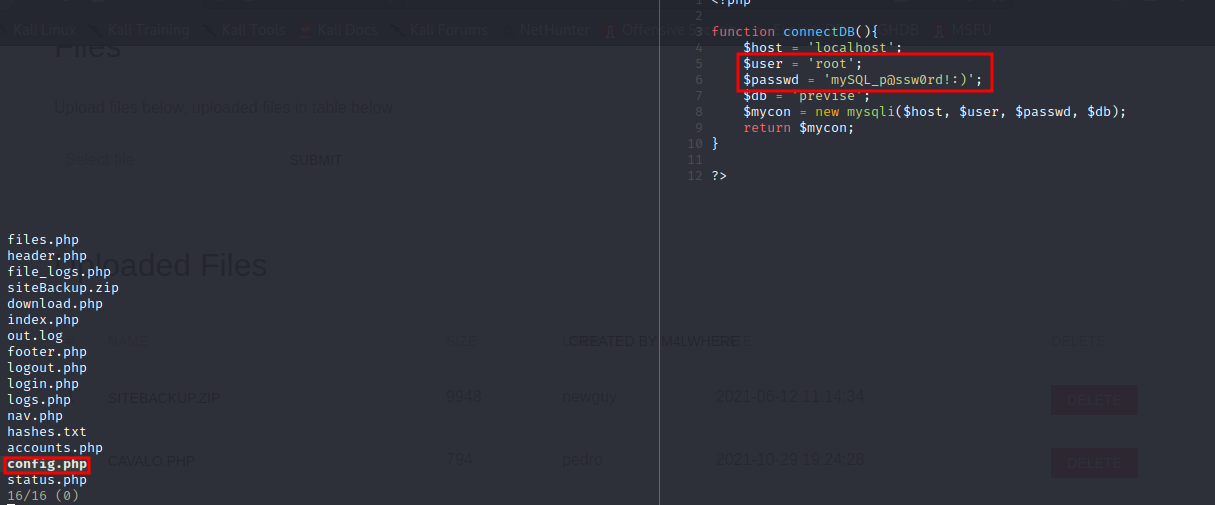 Kali Linux Kali Training Kali Tools Kali Docs Kali Forums NetHunter
MSFU
Files
Upload files below, uploaded files in table below
Select file
SUBMIT
Uploaded Files
NAME SIZE CREATED BY M4LWHERE DELETE
SITEBACKUP.ZIP 9948 newguy 2021-06-12 11:14:34 DELETE
CAVALO.PHP 794 pedro 2021-10-29 19:24:28 DELETE
files.php
header.php
file_logs.php
siteBackup.zip
download.php
index.php
out.log
footer.php
logout.php
login.php
logs.php
nav.php
hashes.txt
accounts.php
config.php
status.php
16/16 (0)
1 <?php
2
3 function connectDB(){
4     $host = 'localhost';
5     $user = 'root';
6     $passwd = 'mySQL_p@ssw0rd!:)';
7     $db = 'previse';
8     $mycon = new mysqli($host, $user, $passwd, $db);
9     return $mycon;
10 }
11
12 ?>